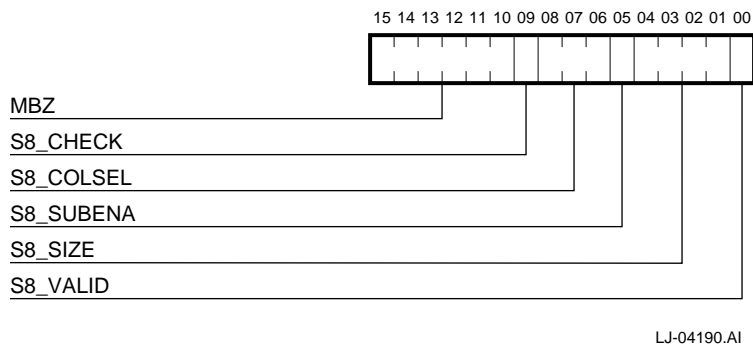 15 14 13 12 11 10 09 08 07 06 05 04 03 02 01 00
MBZ
S8_CHECK
S8_COLSEL
S8_SUBENA
S8_SIZE
S8_VALID
LJ-04190.AI